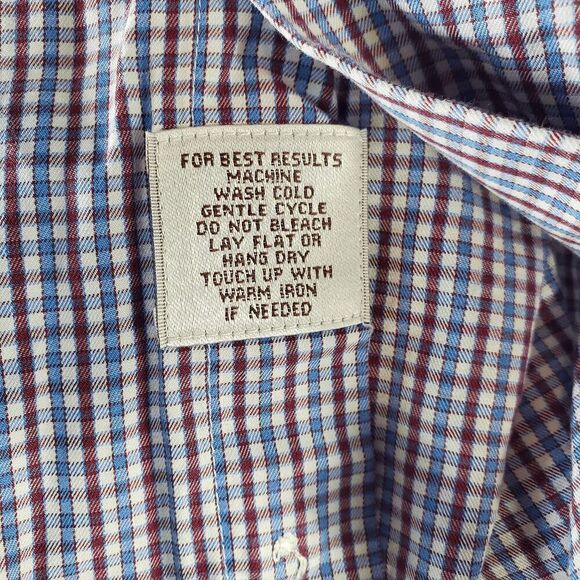 FOR BEST RESULTS
MACHINE
WASH COLD
GENTLE CYCLE
DO NOT BLEACH
LAY FLAT OR
HANG DRY
TOUCH UP WITH
WARM IRON
IF NEEDED